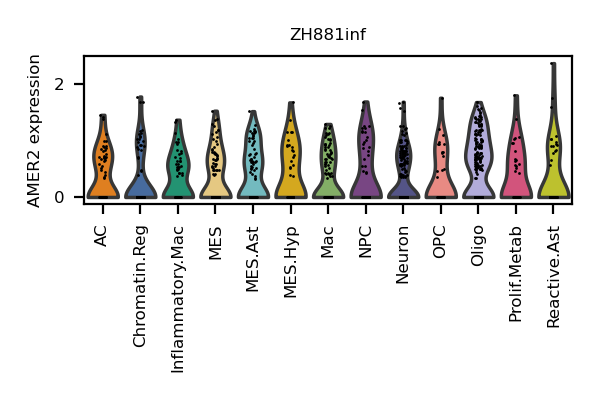 ZH881inf
AMER2 expression
2
0
AC
Chromatin.Reg
Inflammatory.Mac
MES
MES.Ast
MES.Hyp
Mac
NPC
Neuron
OPC
Oligo
Prolif.Metab
Reactive.Ast